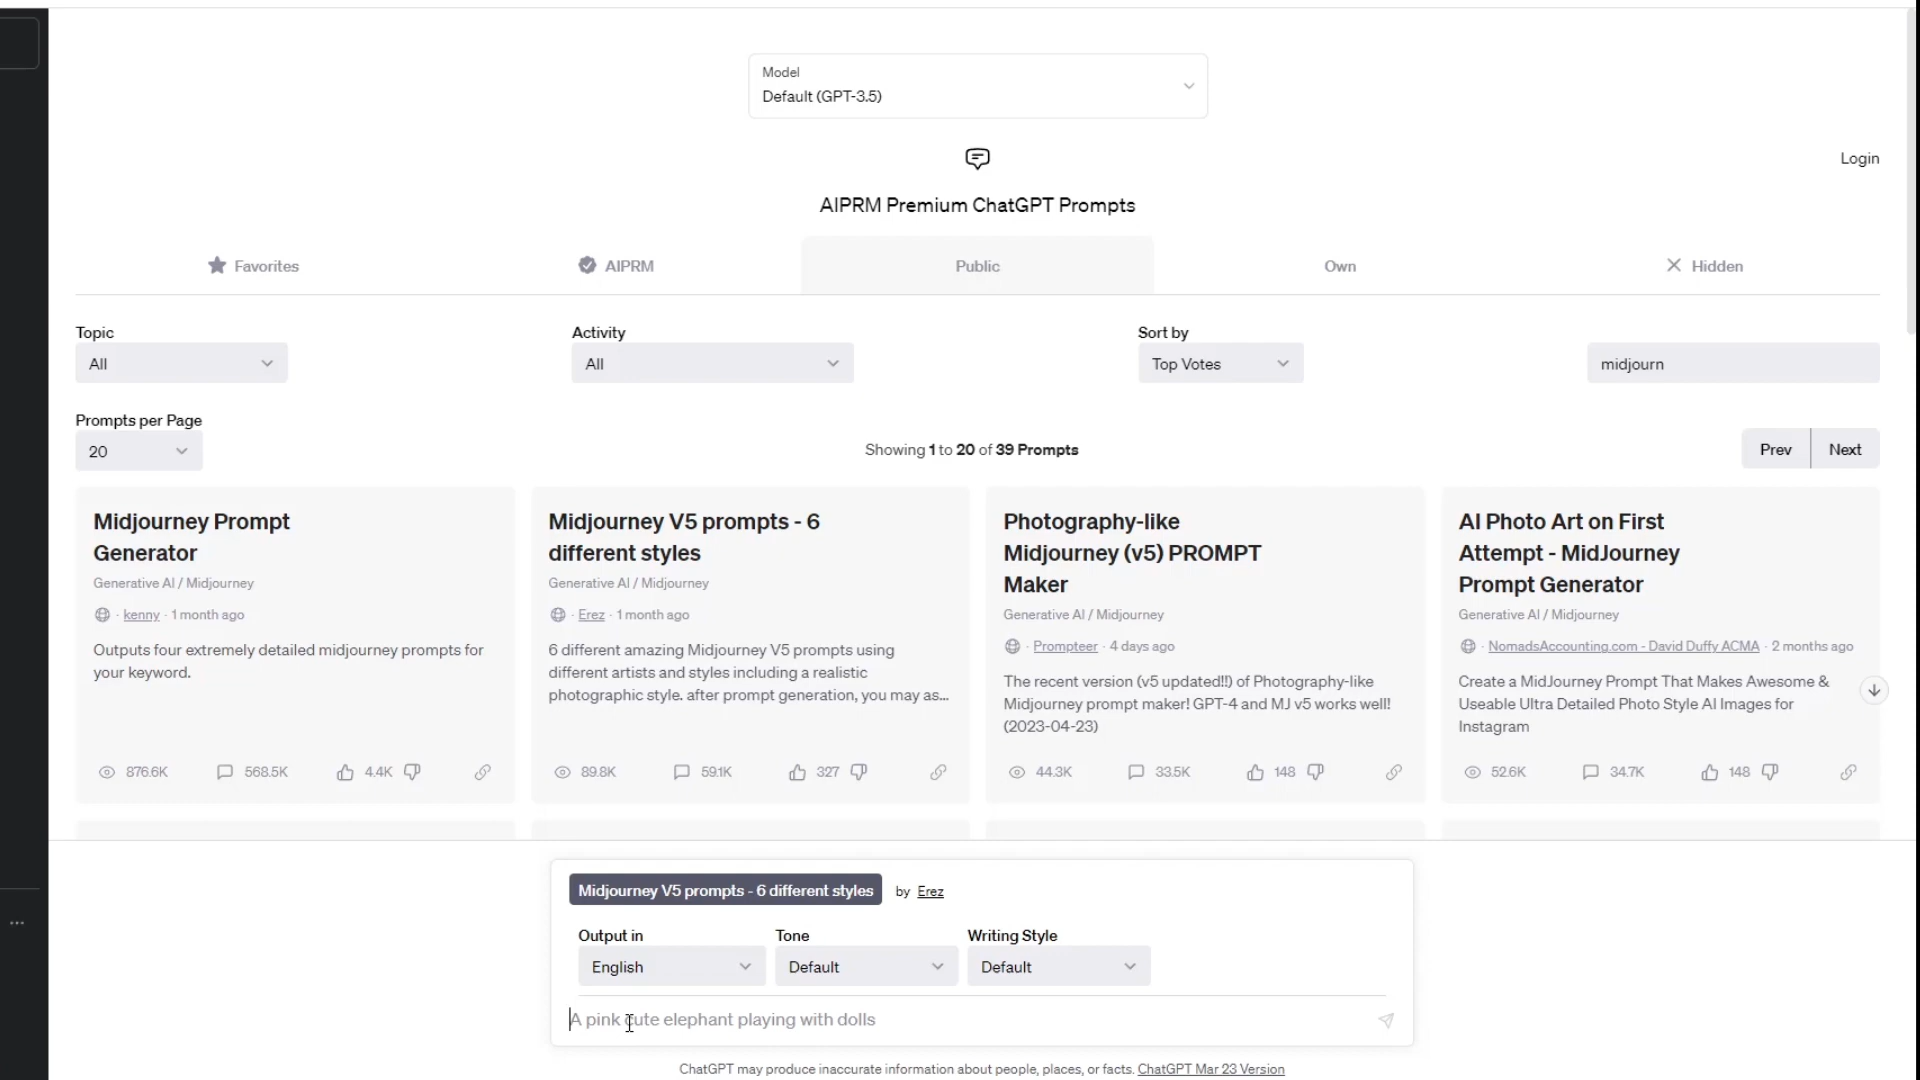 Model
Default (GPT-3.5)
Login
AIPRM Premium ChatGPT Prompts
Favorites
AIPRM
Public
Own
Hidden
Topic
All
Activity
All
Sort by
Top Votes
midjourn
Prompts per Page
20
Showing 1 to 20 of 39 Prompts
Prev
Next
Midjourney Prompt
Generator
Generative AI / Midjourney
· kenny · 1 month ago
Outputs four extremely detailed midjourney prompts for
your keyword.
876.6K
568.5K
4.4K
Midjourney V5 prompts - 6
different styles
Generative AI / Midjourney
· Erez · 1 month ago
6 different amazing Midjourney V5 prompts using
different artists and styles including a realistic
photographic style. after prompt generation, you may as...
89.8K
59.1K
327
Photography-like
Midjourney (v5) PROMPT
Maker
Generative AI / Midjourney
· Prompteer · 4 days ago
The recent version (v5 updated!!) of Photography-like
Midjourney prompt maker! GPT-4 and MJ v5 works well!
(2023-04-23)
44.3K
33.5K
148
AI Photo Art on First
Attempt - MidJourney
Prompt Generator
Generative AI / Midjourney
· NomadsAccounting.com - David Duffy ACMA · 2 months ago
Create a MidJourney Prompt That Makes Awesome &
Useable Ultra Detailed Photo Style AI Images for
Instagram
52.6K
34.7K
148
Midjourney V5 prompts - 6 different styles
by Erez
Output in
English
Tone
Default
Writing Style
Default
A pink cute elephant playing with dolls
ChatGPT may produce inaccurate information about people, places, or facts. ChatGPT Mar 23 Version